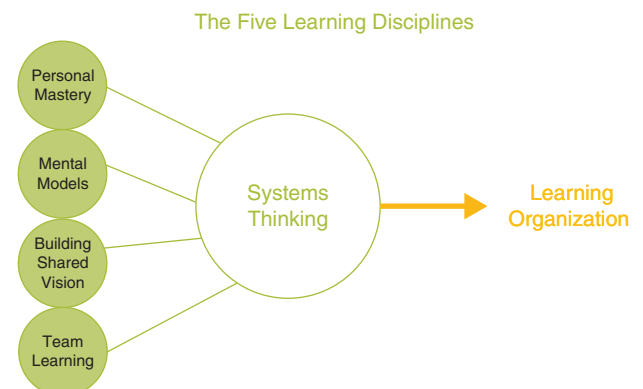 The Five Learning Disciplines
Personal
Mastery
Mental
Models
Building
Shared
Vision
Team
Learning
Systems
Thinking
Learning
Organization